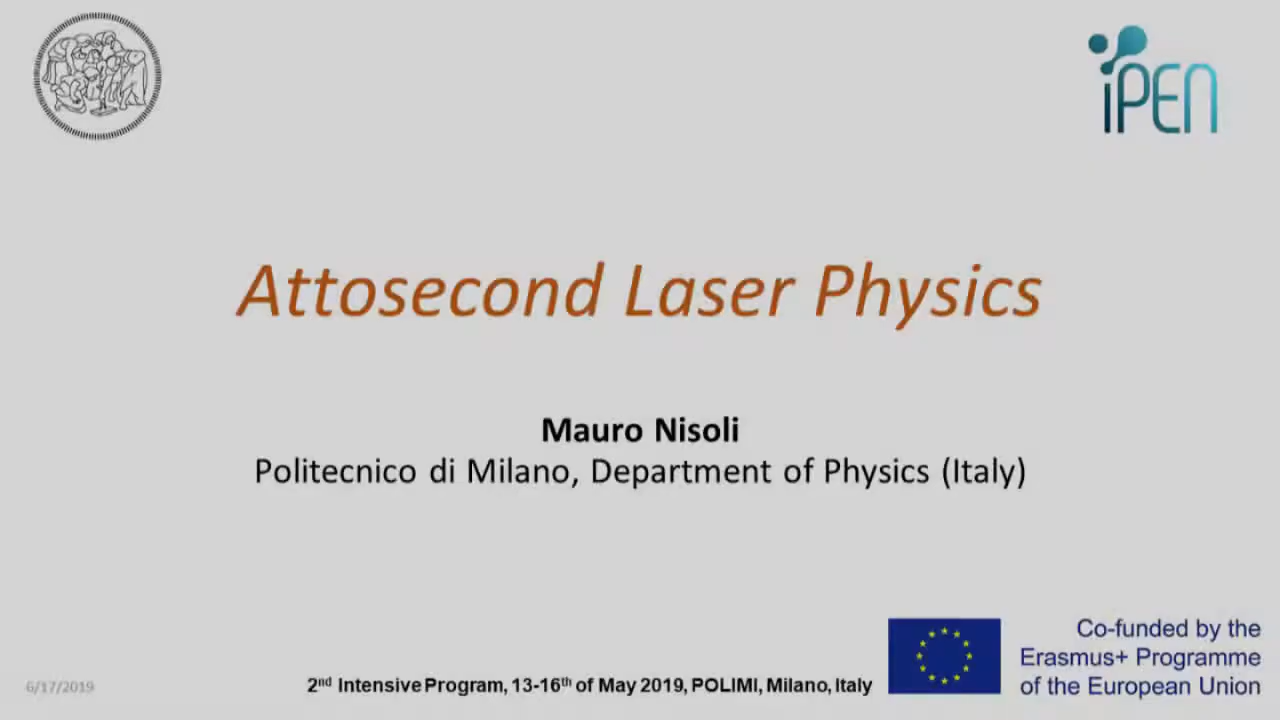 iPEN
Attosecond Laser Physics
Mauro Nisoli
Politecnico di Milano, Department of Physics (Italy)
Co-funded by the
Erasmus+ Programme
of the European Union
6/17/2019
2nd Intensive Program, 13-16th of May 2019, POLIMI, Milano, Italy